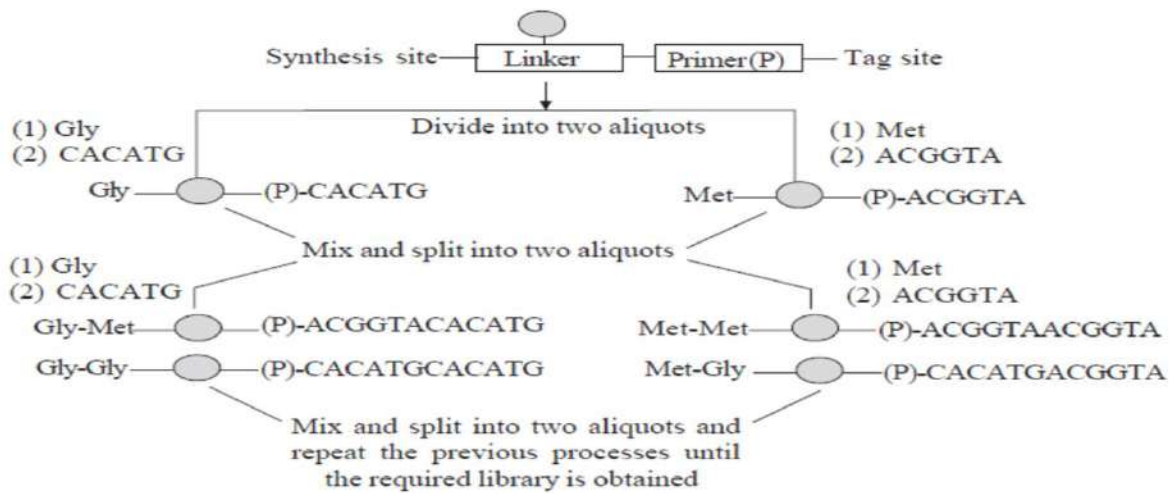 Synthesis site Linker Primer(P) Tag site
Divide into two aliquots
(1) Gly
(2) CACATG
Gly (P)-CACATG
(1) Met
(2) ACGGTA
Met (P)-ACGGTA
Mix and split into two aliquots
(1) Gly
(2) CACATG
Gly-Met (P)-ACGGTACACATG
Gly-Gly (P)-CACATGCACATG
(1) Met
(2) ACGGTA
Met-Met (P)-ACGGTAACGGTA
Met-Gly (P)-CACATGACGGTA
Mix and split into two aliquots and
repeat the previous processes until
the required library is obtained